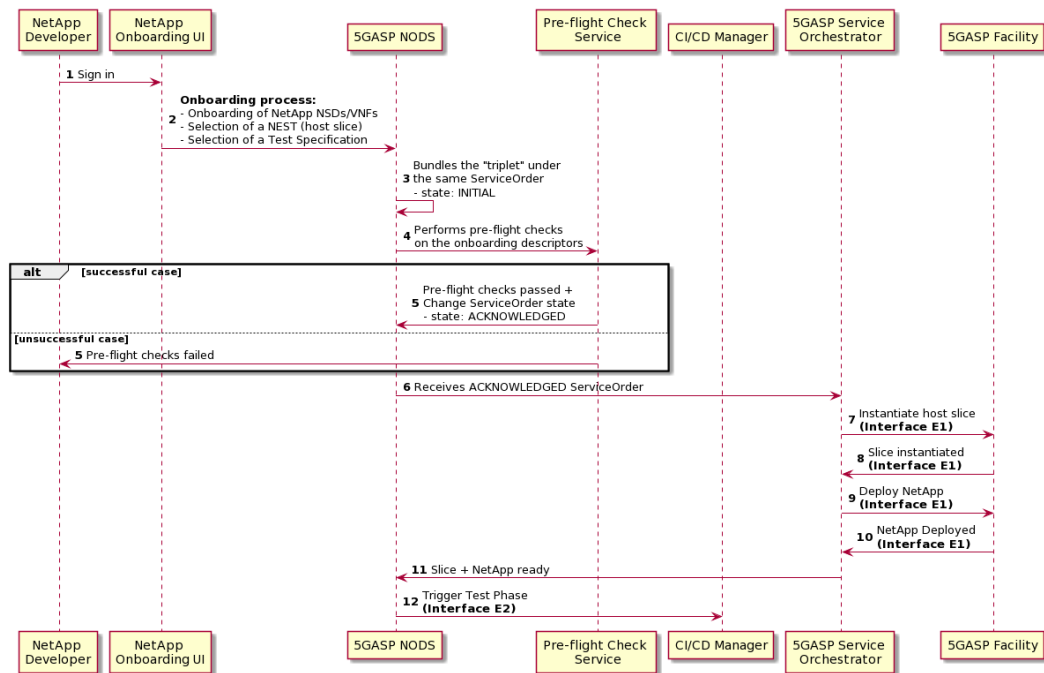 NetApp
Developer
NetApp
Onboarding UI
5GASP NODS
Pre-flight Check
Service
CI/CD Manager
5GASP Service
Orchestrator
5GASP Facility
1 Sign in
Onboarding process:
- Onboarding of NetApp NSDs/VNFs
2
- Selection of a NEST (host slice)
- Selection of a Test Specification
Bundles the "triplet" under
3 the same ServiceOrder
- state: INITIAL
4 Performs pre-flight checks
on the onboarding descriptors
alt [successful case]
Pre-flight checks passed +
5 Change ServiceOrder state
- state: ACKNOWLEDGED
[unsuccessful case]
5 Pre-flight checks failed
6 Receives ACKNOWLEDGED ServiceOrder
7 Instantiate host slice
(Interface E1)
8 Slice instantiated
(Interface E1)
9 Deploy NetApp
(Interface E1)
10 NetApp Deployed
(Interface E1)
11 Slice + NetApp ready
12 Trigger Test Phase
(Interface E2)
NetApp
Developer
NetApp
Onboarding UI
5GASP NODS
Pre-flight Check
Service
CI/CD Manager
5GASP Service
Orchestrator
5GASP Facility